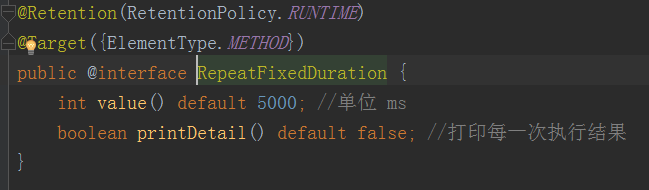 @Retention(RetentionPolicy.RUNTIME)
@Target({ElementType.METHOD})
public @interface RepeatFixedDuration {
int value() default 5000; //单位 ms
boolean printDetail() default false; //打印每一次执行结果
}